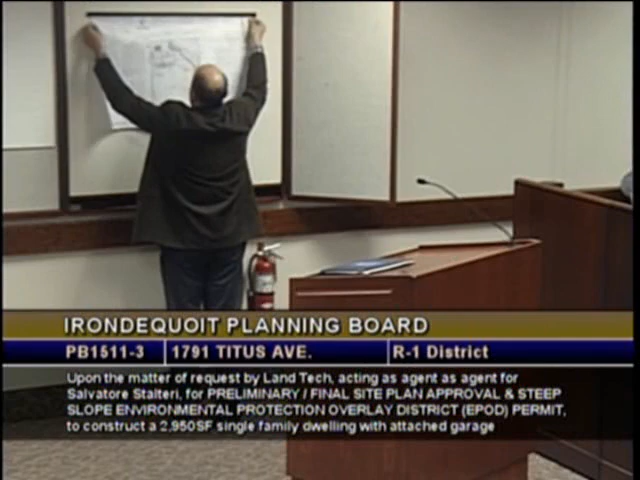 IRONDEQUOIT PLANNING BOARD
PB1511-3 1791 TITUS AVE. R-1 District
Upon the matter of request by Land Tech, acting as agent as agent for
Salvatore Stalteri, for PRELIMINARY / FINAL SITE PLAN APPROVAL & STEEP
SLOPE ENVIRONMENTAL PROTECTION OVERLAY DISTRICT (EPOD) PERMIT,
to construct a 2,950SF single family dwelling with attached garage